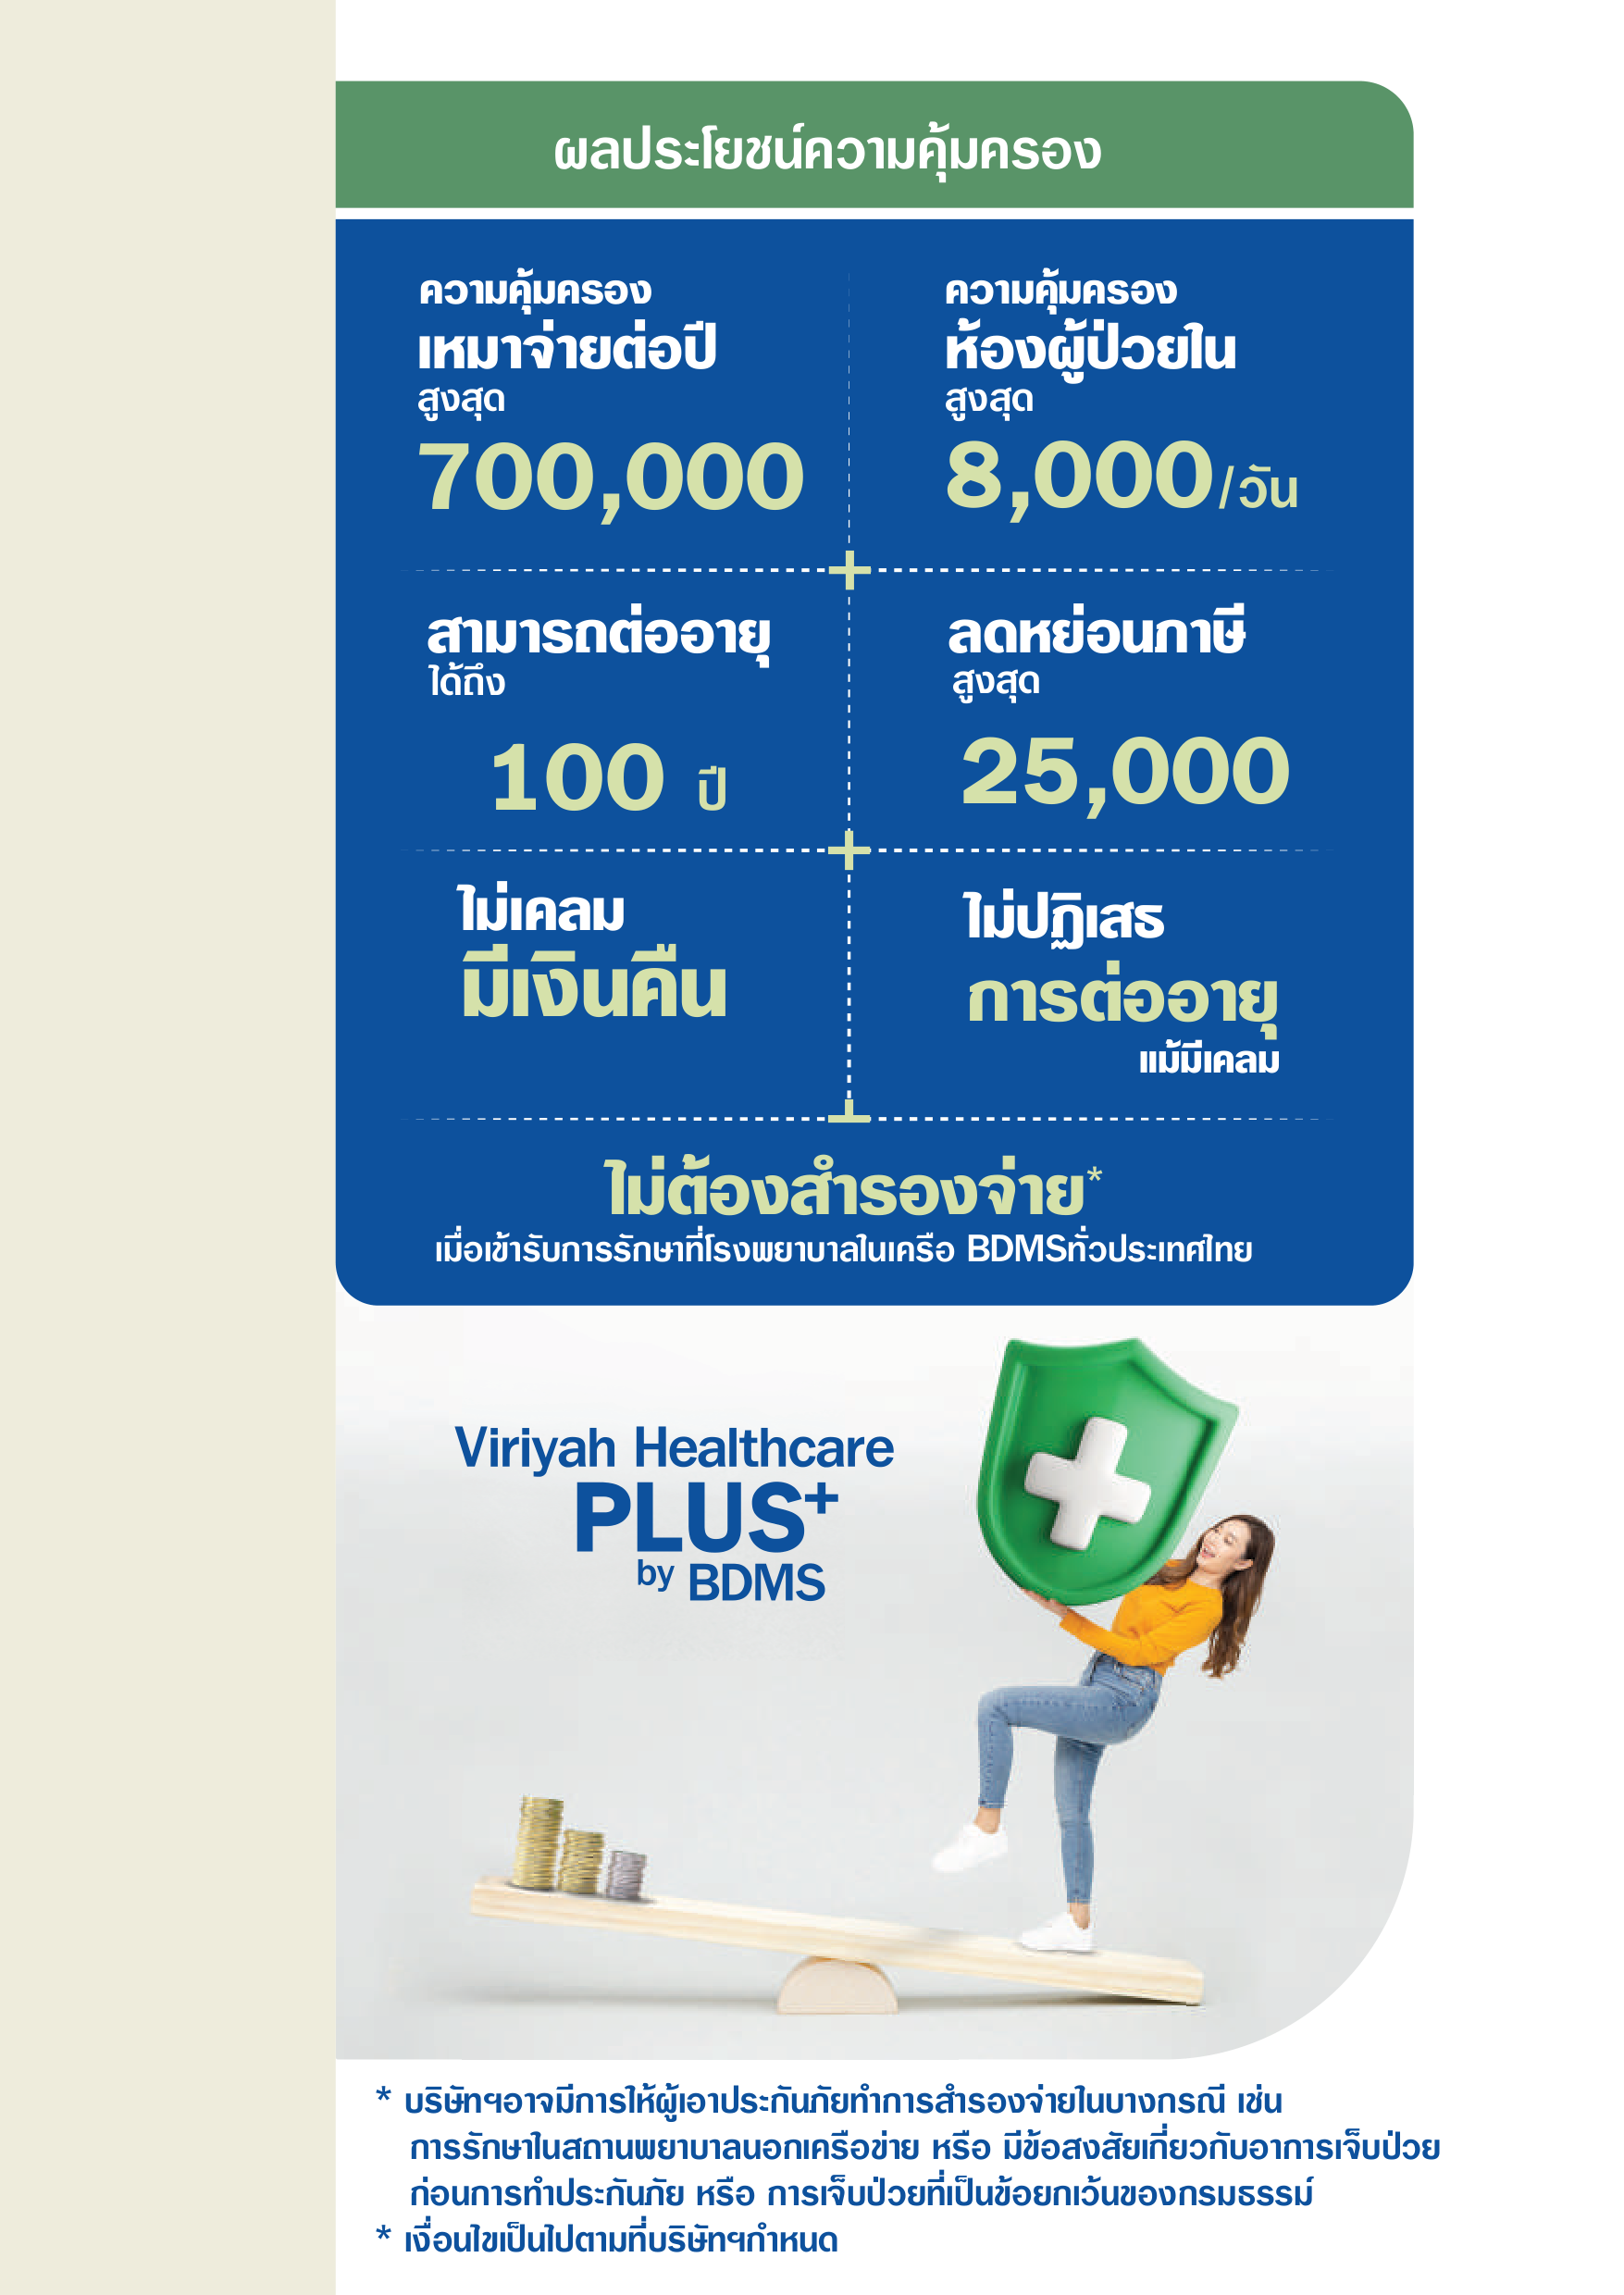 ผลประโยชน์ความคุ้มครอง
ความคุ้มครอง
เหมาจ่ายต่อปี
สูงสุด
700,000
ความคุ้มครอง
ห้องผู้ป่วยใน
สูงสุด
8,000/วัน
สามารถต่ออายุ
ได้ถึง
100 ปี
ลดหย่อนภาษี
สูงสุด
25,000
ไม่เคลม
มีเงินคืน
ไม่ปฏิเสธ
การต่ออายุ
แม้มีเคลม
ไม่ต้องสำรองจ่าย*
เมื่อเข้ารับการรักษาที่โรงพยาบาลในเครือ BDMSทั่วประเทศไทย
Viriyah Healthcare
PLUS+
by BDMS
* บริษัทฯอาจมีการให้ผู้เอาประกันภัยทำการสำรองจ่ายในบางกรณี เช่น
การรักษาในสถานพยาบาลนอกเครือข่าย หรือ มีข้อสงสัยเกี่ยวกับอาการเจ็บป่วย
ก่อนการทำประกันภัย หรือ การเจ็บป่วยที่เป็นข้อยกเว้นของกรมธรรม์
* เงื่อนไขเป็นไปตามที่บริษัทฯกำหนด